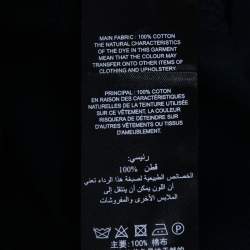 MAIN FABRIC : 100% COTTON
THE NATURAL CHARACTERISTICS
OF THE DYE IN THIS GARMENT
MEAN THE COLOUR MAY
TRANSFER ONTO OTHER ITEMS OF
CLOTHING AND UPHOLSTERY.
PRINCIPAL : 100% COTTON
EN RAISON DES CARACTÉRISTIQUES
NATURELLES DE LA TEINTURE UTILISÉE
SUR CE VÊTEMENT, LA COULEUR
RISQUERA DE DÉTEINDRE SUR
D'AUTRES VÊTEMENTS OU TISSUS
D'AMEUBLEMENT.
رئيسي:
قطن %100
الخصائص الطبيعية لصباغة هذا الرداء تعني
أن اللون يمكن أن ينتقل إلى
الملابس الأخرى والمفروشات
主要: 100% 棉布